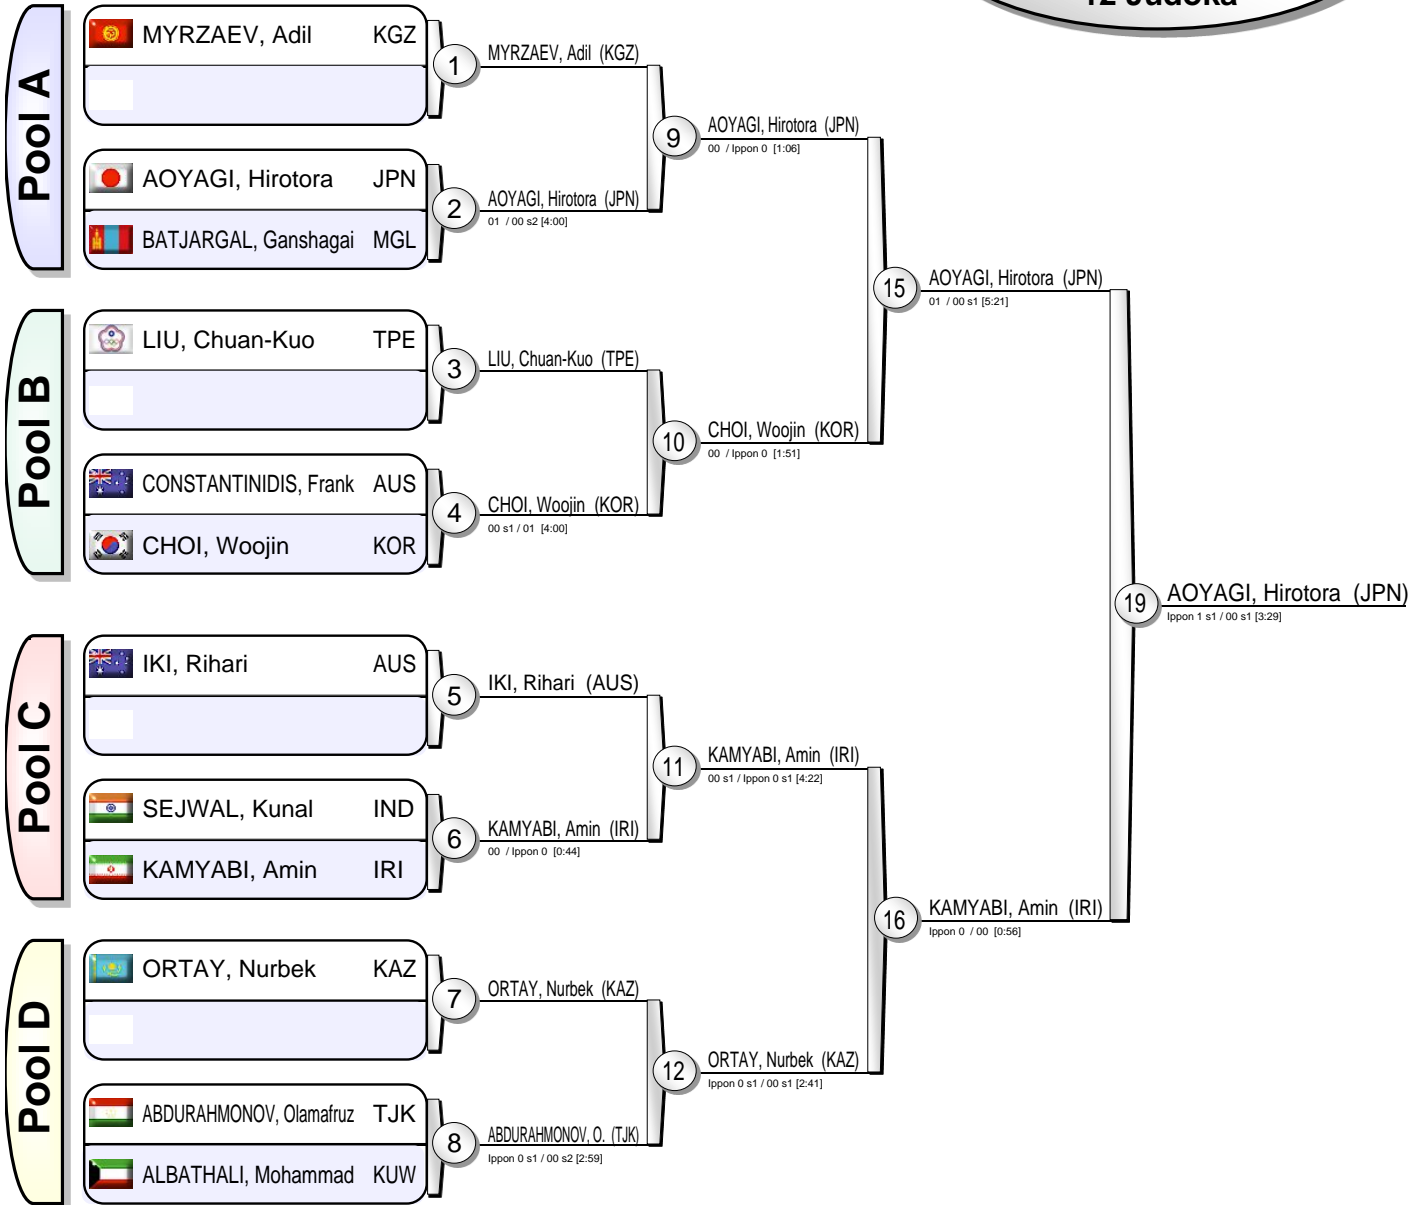 12 Judoka
Pool A
MYRZAEV, Adil KGZ
AOYAGI, Hirotora JPN
BATJARGAL, Ganshagai MGL
Pool B
LIU, Chuan-Kuo TPE
CONSTANTINIDIS, Frank AUS
CHOI, Woojin KOR
Pool C
IKI, Rihari AUS
SEJWAL, Kunal IND
KAMYABI, Amin IRI
Pool D
ORTAY, Nurbek KAZ
ABDURAHMONOV, Olamafruz TJK
ALBATHALI, Mohammad KUW
1
MYRZAEV, Adil (KGZ)
2
AOYAGI, Hirotora (JPN)
01 / 00 s2 [4:00]
3
LIU, Chuan-Kuo (TPE)
4
CHOI, Woojin (KOR)
00 s1 / 01 [4:00]
5
IKI, Rihari (AUS)
6
KAMYABI, Amin (IRI)
00 / Ippon 0 [0:44]
7
ORTAY, Nurbek (KAZ)
8
ABDURAHMONOV, O. (TJK)
Ippon 0 s1 / 00 s2 [2:59]
9
AOYAGI, Hirotora (JPN)
00 / Ippon 0 [1:06]
10
CHOI, Woojin (KOR)
00 / Ippon 0 [1:51]
11
KAMYABI, Amin (IRI)
00 s1 / Ippon 0 s1 [4:22]
12
ORTAY, Nurbek (KAZ)
Ippon 0 s1 / 00 s1 [2:41]
15
AOYAGI, Hirotora (JPN)
01 / 00 s1 [5:21]
16
KAMYABI, Amin (IRI)
Ippon 0 / 00 [0:56]
19
AOYAGI, Hirotora (JPN)
Ippon 1 s1 / 00 s1 [3:29]